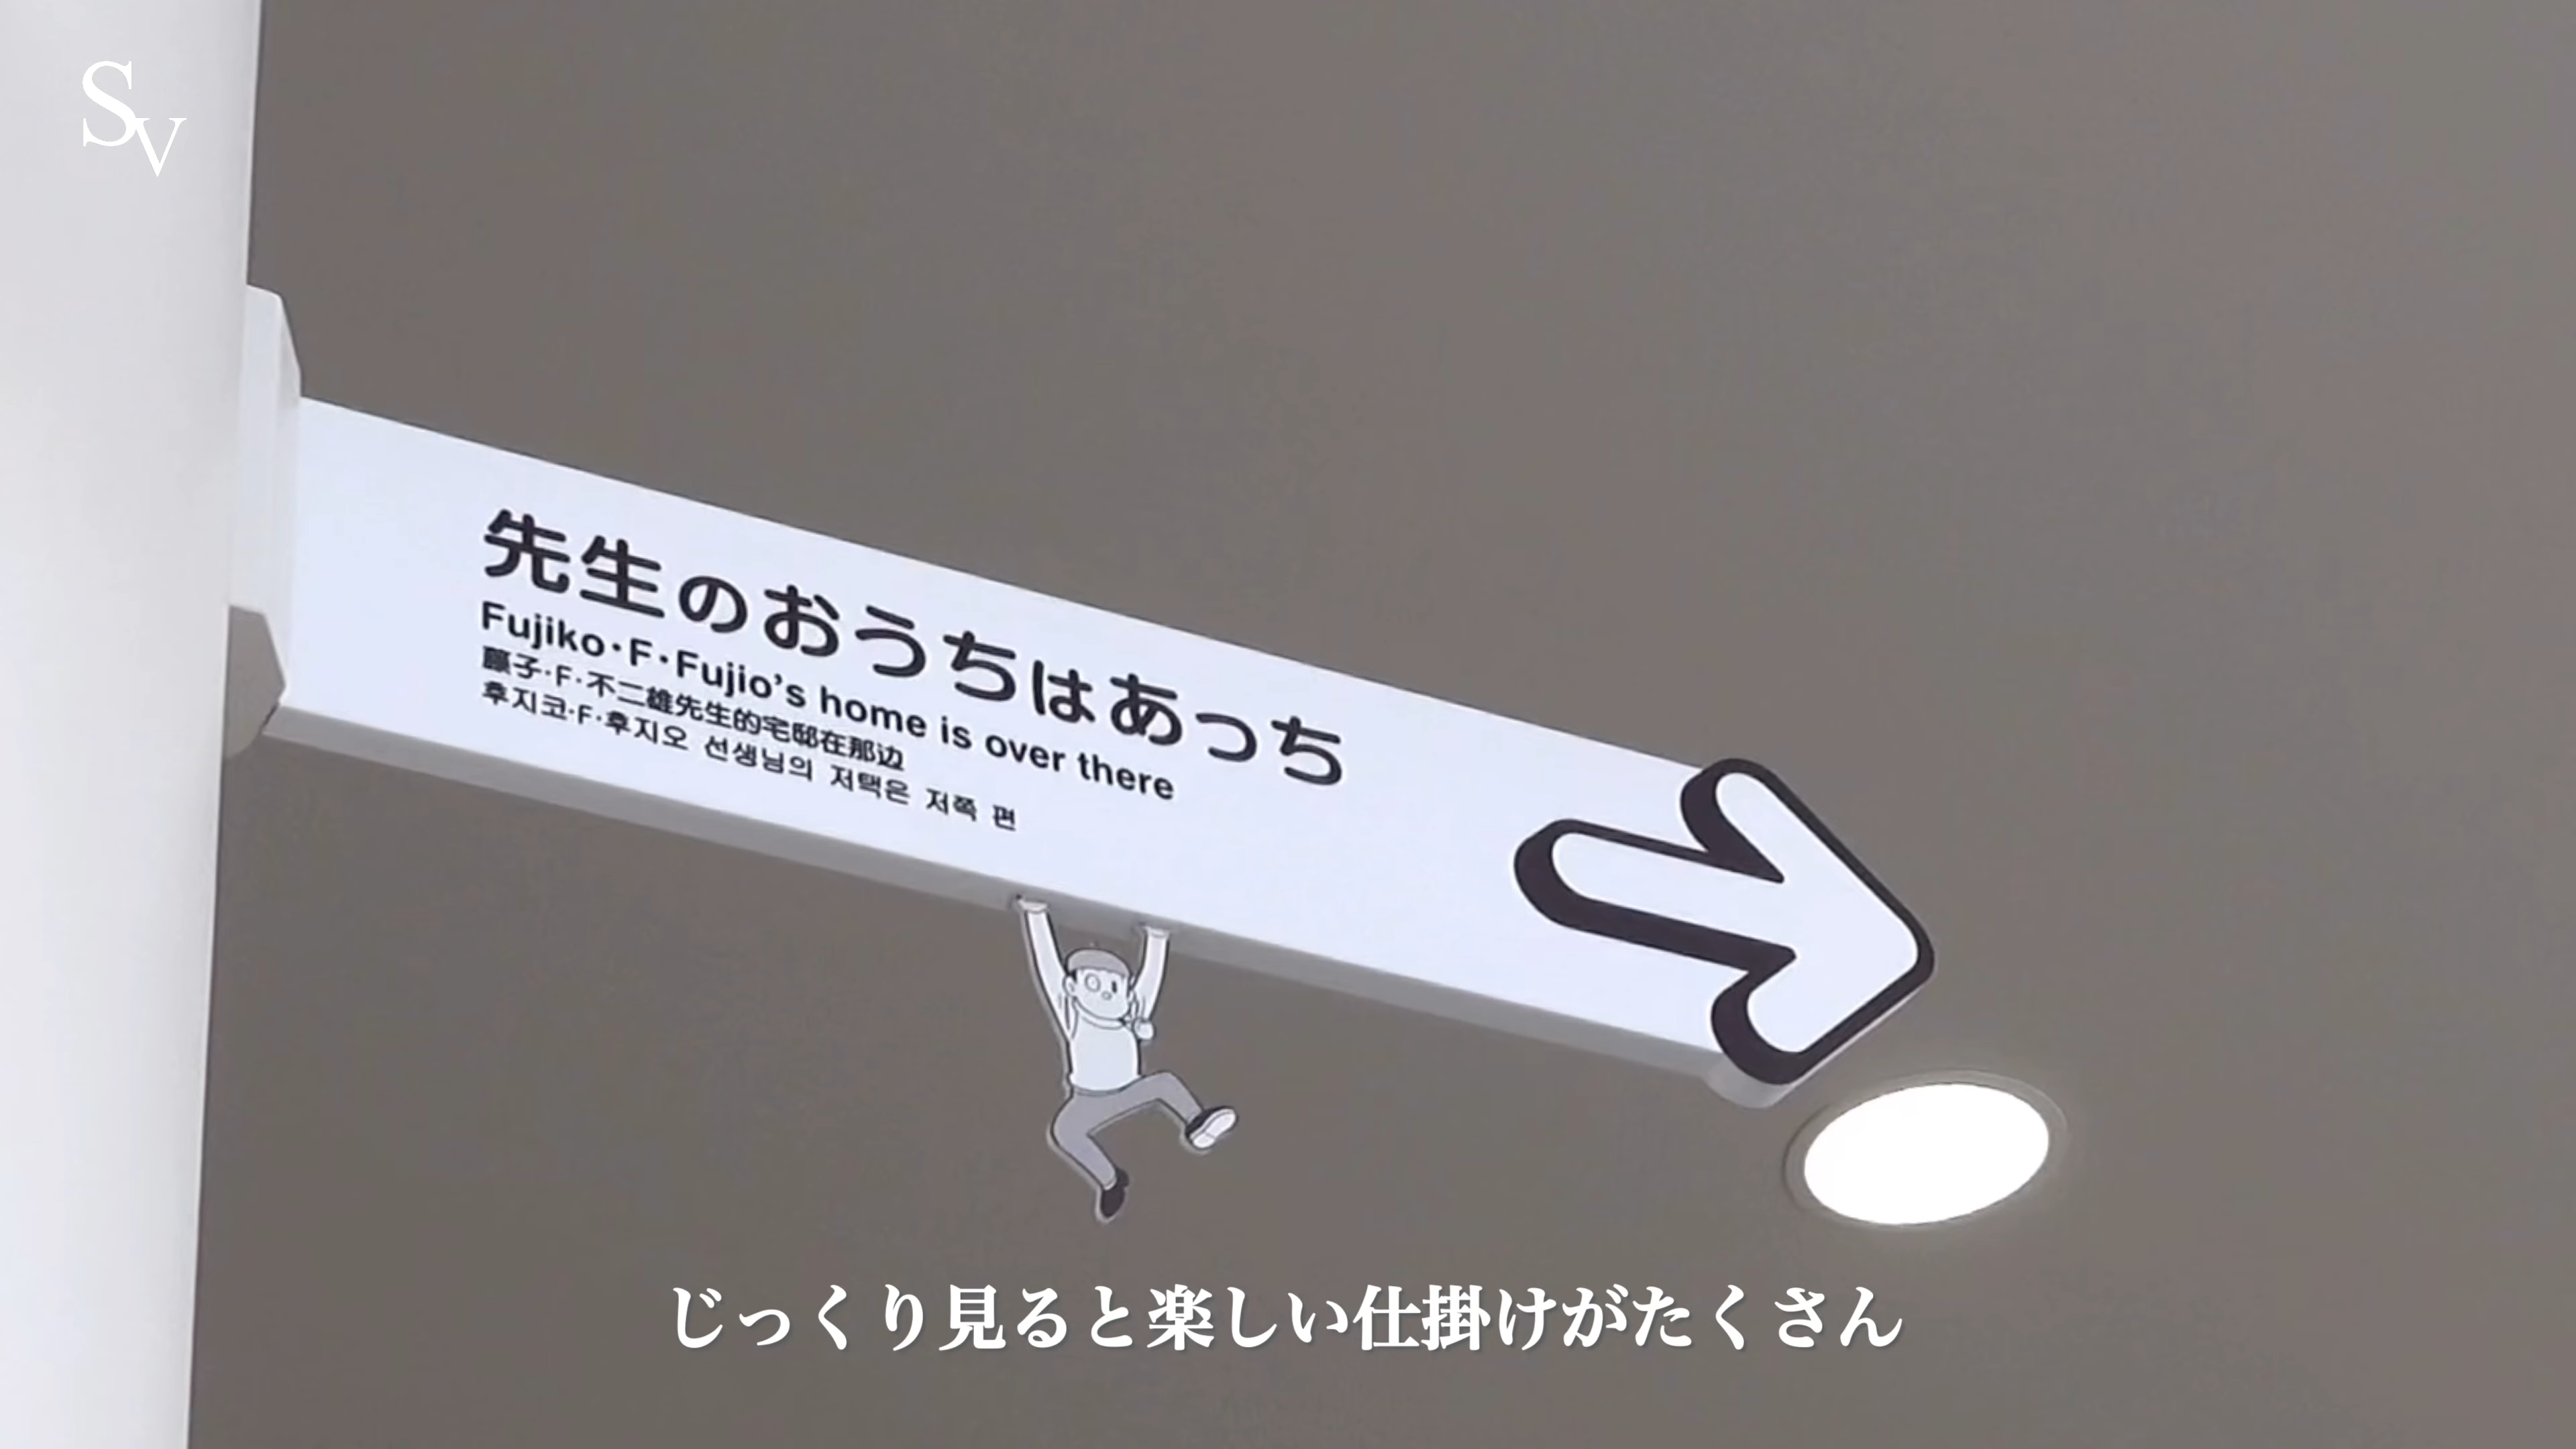 SV
先生のおうちはあっち
Fujiko・F・Fujio's home is over there
藤子·F·不二雄先生的宅邸在那边
후지코·F·후지오 선생님의 저택은 저쪽 편
じっくり見ると楽しい仕掛けがたくさん